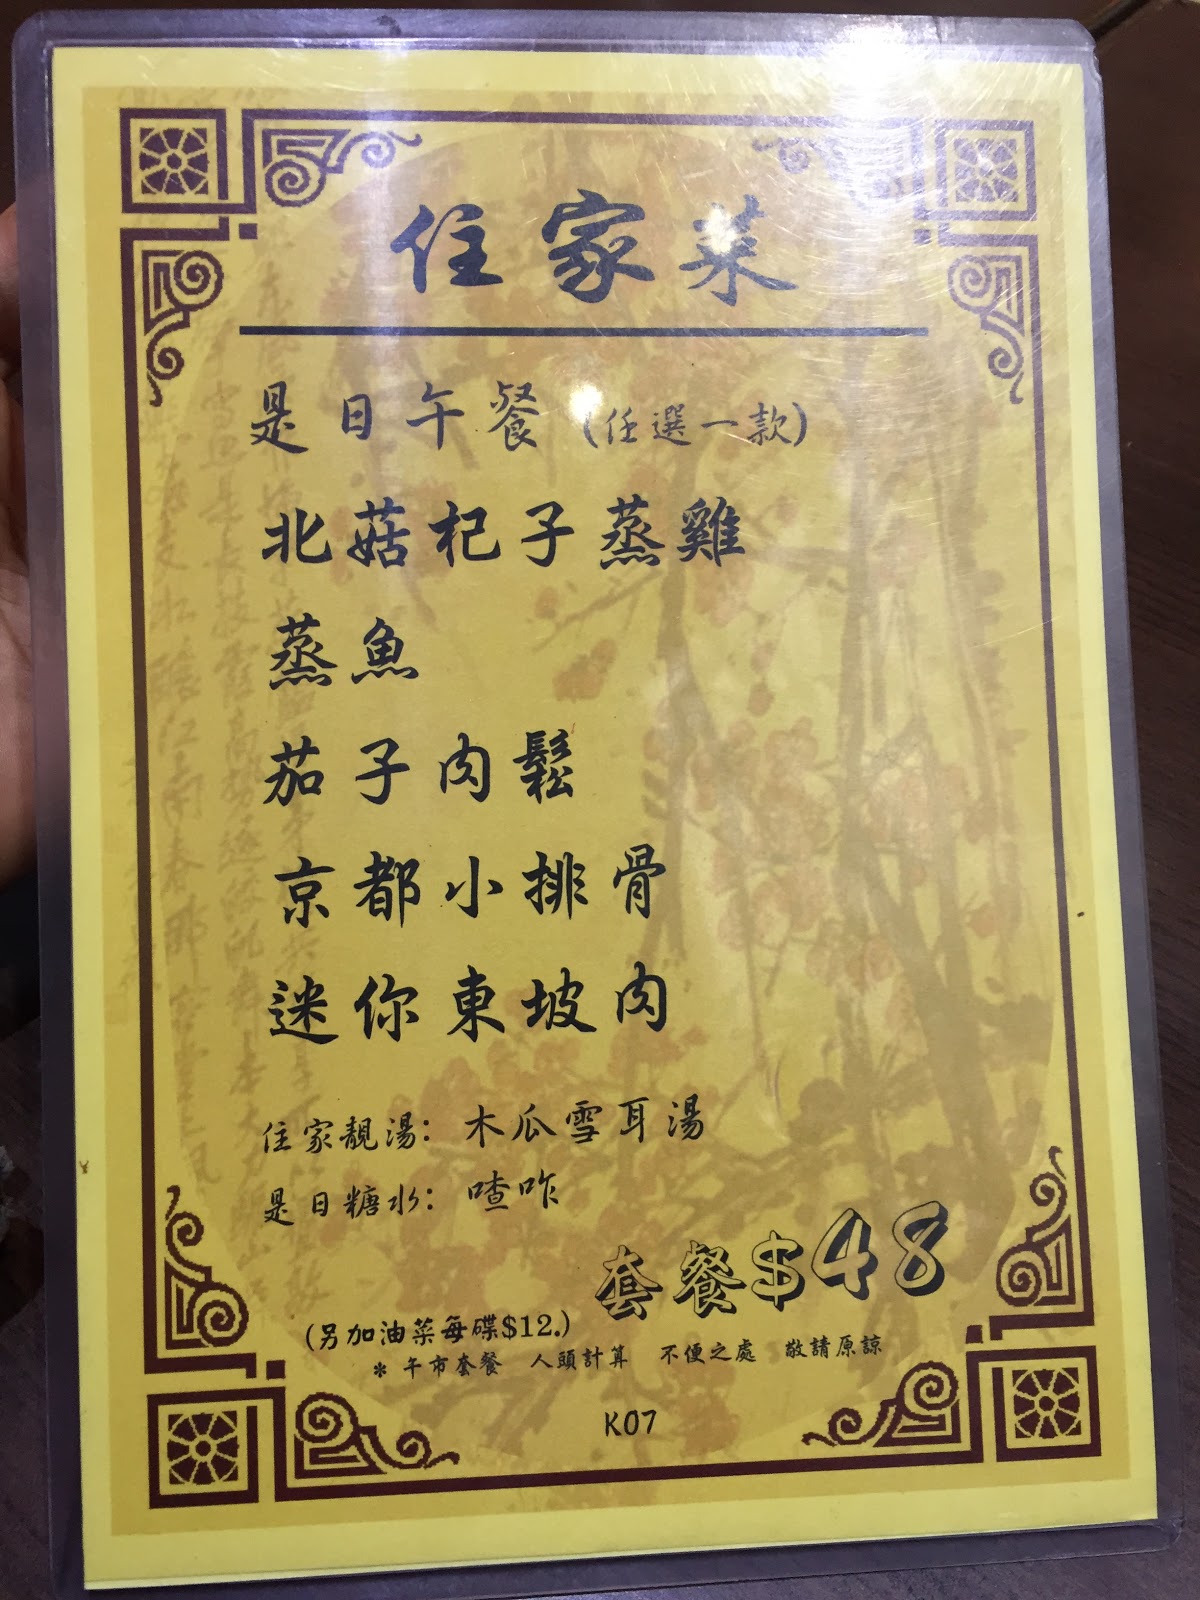 住家菜
是日午餐 (任選一款)
北菇杞子蒸雞
蒸魚
茄子肉鬆
京都小排骨
迷你東坡肉
住家靚湯: 木瓜雪耳湯
是日糖水: 喳咋
套餐$48
(另加油菜每碟$12.)
* 午市套餐 人頭計算 不便之處 敬請原諒
K07